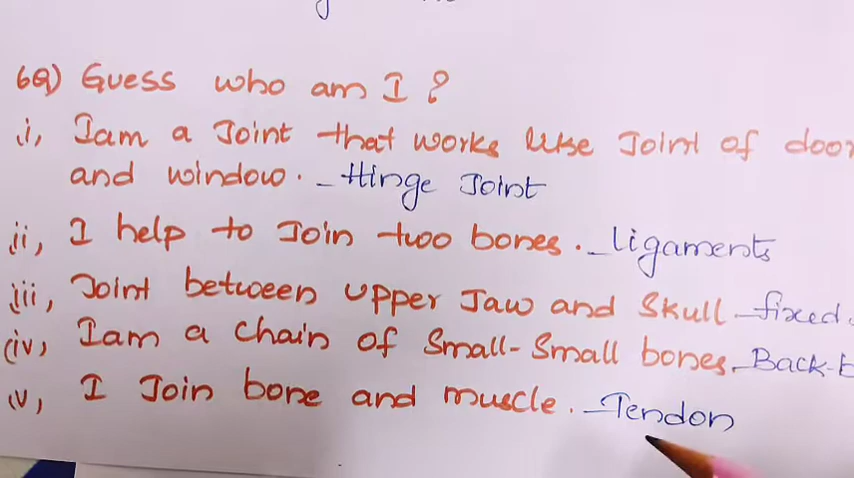 6Q) Guess who am I ?
i, I am a Joint that works like Joint of door
and window. - Hinge Joint
ii, I help to Join two bones. - ligaments
iii, Joint between upper Jaw and Skull - fixed
(iv, I am a chain of Small-Small bones. - Back-b
(v, I Join bone and muscle. - Tendon